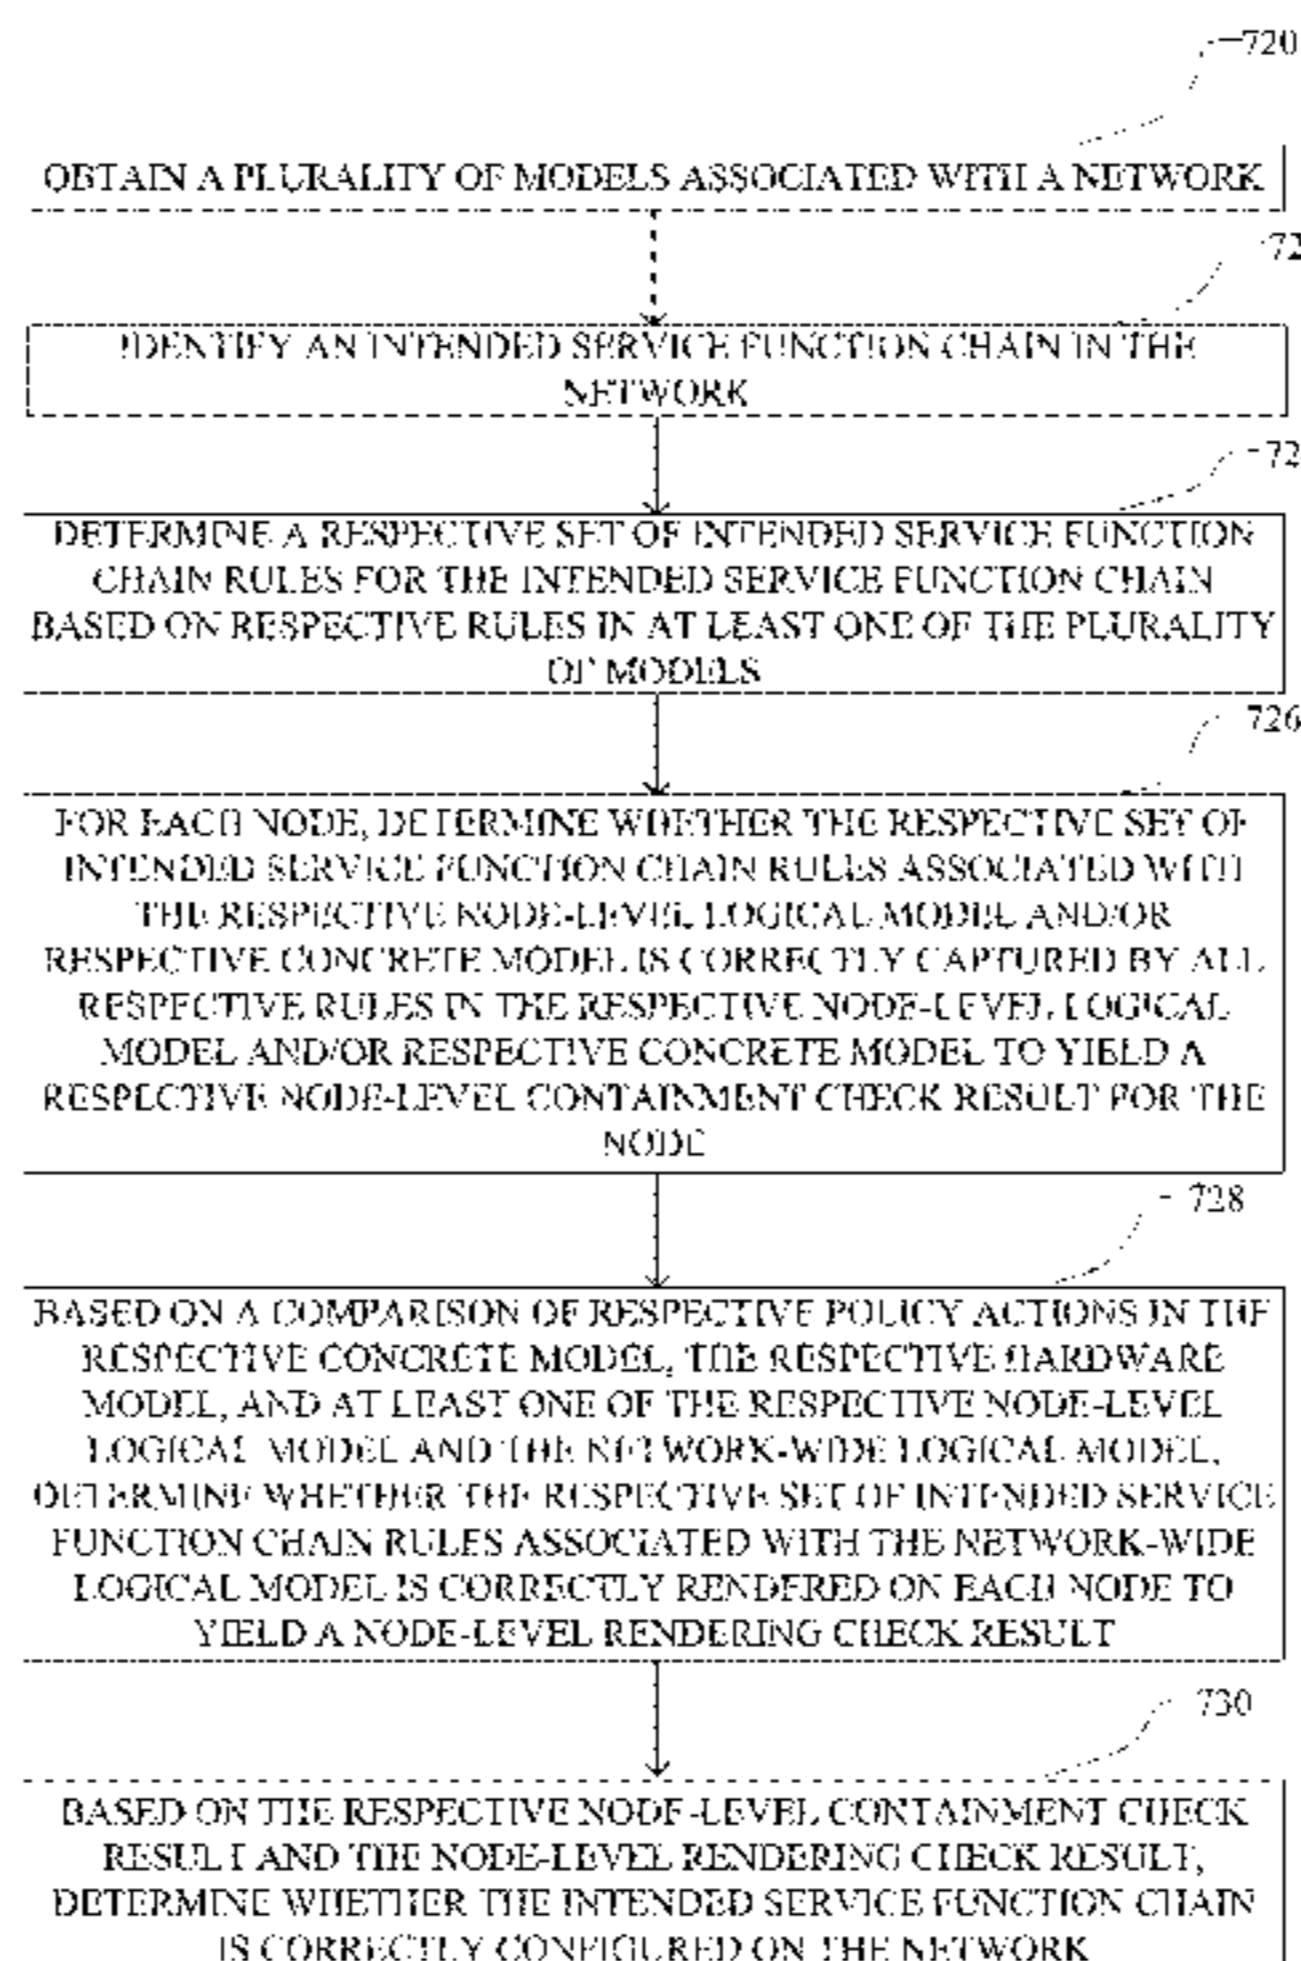 720
OBTAIN A PLURALITY OF MODELS ASSOCIATED WITH A NETWORK
72
IDENTIFY AN INTENDED SERVICE FUNCTION CHAIN IN THE
NETWORK
72
DETERMINE A RESPECTIVE SET OF INTENDED SERVICE FUNCTION
CHAIN RULES FOR THE INTENDED SERVICE FUNCTION CHAIN
BASED ON RESPECTIVE RULES IN AT LEAST ONE OF THE PLURALITY
OF MODELS
726
FOR EACH NODE, DETERMINE WHETHER THE RESPECTIVE SET OF
INTENDED SERVICE FUNCTION CHAIN RULES ASSOCIATED WITH
THE RESPECTIVE NODE-LEVEL LOGICAL MODEL AND/OR
RESPECTIVE CONCRETE MODEL IS CORRECTLY CAPTURED BY ALL
RESPECTIVE RULES IN THE RESPECTIVE NODE-LEVEL LOGICAL
MODEL AND/OR RESPECTIVE CONCRETE MODEL TO YIELD A
RESPECTIVE NODE-LEVEL CONTAINMENT CHECK RESULT FOR THE
NODE
728
BASED ON A COMPARISON OF RESPECTIVE POLICY ACTIONS IN THE
RESPECTIVE CONCRETE MODEL, THE RESPECTIVE HARDWARE
MODEL, AND AT LEAST ONE OF THE RESPECTIVE NODE-LEVEL
LOGICAL MODEL AND THE NETWORK-WIDE LOGICAL MODEL,
DETERMINE WHETHER THE RESPECTIVE SET OF INTENDED SERVICE
FUNCTION CHAIN RULES ASSOCIATED WITH THE NETWORK-WIDE
LOGICAL MODEL IS CORRECTLY RENDERED ON EACH NODE TO
YIELD A NODE-LEVEL RENDERING CHECK RESULT
730
BASED ON THE RESPECTIVE NODE-LEVEL CONTAINMENT CHECK
RESULT AND THE NODE-LEVEL RENDERING CHECK RESULT,
DETERMINE WHETHER THE INTENDED SERVICE FUNCTION CHAIN
IS CORRECTLY CONFIGURED ON THE NETWORK